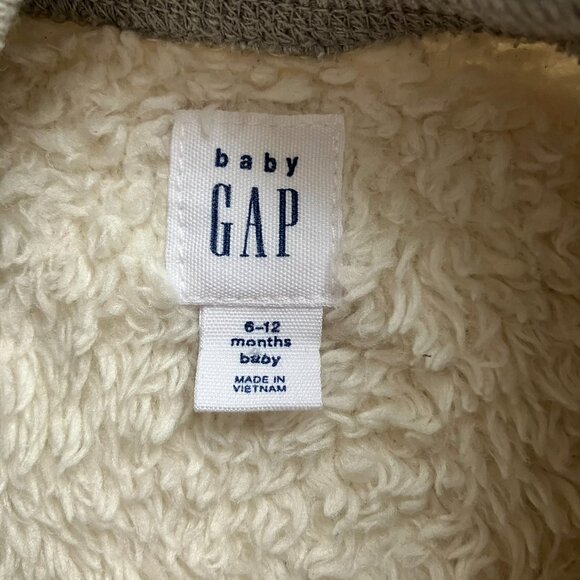 baby
GAP
6-12
months
baby
MADE IN
VIETNAM